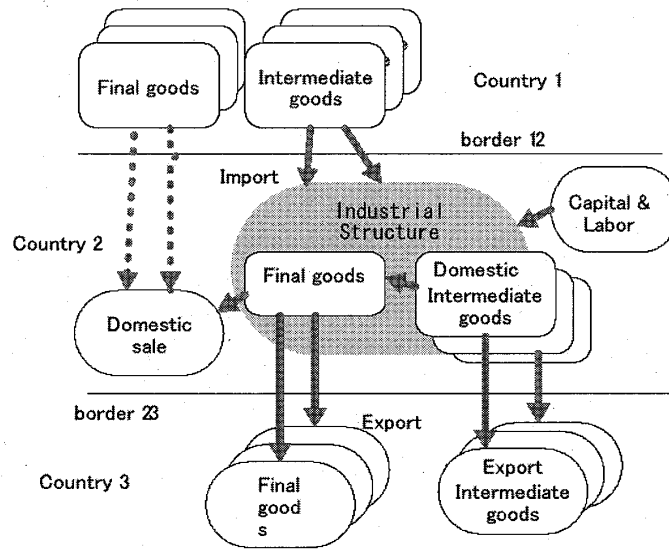 Final goods
Intermediate
goods
Country 1
border 12
Import
Industrial
Structure
Capital &
Labor
Country 2
Final goods
Domestic
Intermediate
goods
Domestic
sale
border 23
Export
Country 3
Final
good
s
Export
Intermediate
goods